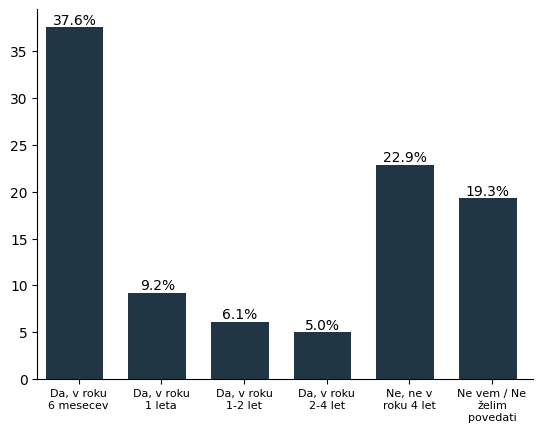 37.6%
9.2%
6.1%
5.0%
22.9%
19.3%
35
30
25
20
15
10
5
0
Da, v roku
6 mesecev
Da, v roku
1 leta
Da, v roku
1-2 let
Da, v roku
2-4 let
Ne, ne v
roku 4 let
Ne vem / Ne
želim
povedati